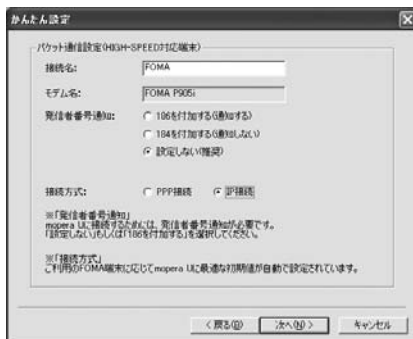 かんたん設定
パケット通信設定(HIGH-SPEED対応端末)
接続名: FOMA
モデム名: FOMA P905i
発信者番号通知: 186を付加する(通知する)
184を付加する(通知しない)
設定しない(推奨)
接続方式: PPP接続 IP接続
※「発信者番号通知」
mopera Uに接続するためには、発信者番号通知が必要です。
「設定しない」もしくは「186を付加する」を選択してください。
※「接続方式」
ご利用のFOMA端末に応じてmopera Uに最適な初期値が自動で設定されています。
< 戻る(B) 次へ(N) > キャンセル